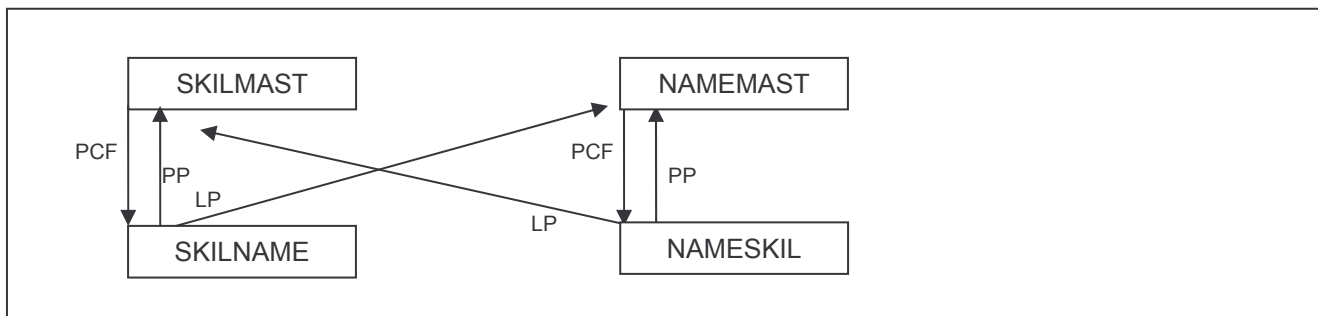 SKILMAST NAMEMAST
PCF PCF
PP PP
LP
LP
SKILNAME NAMESKIL